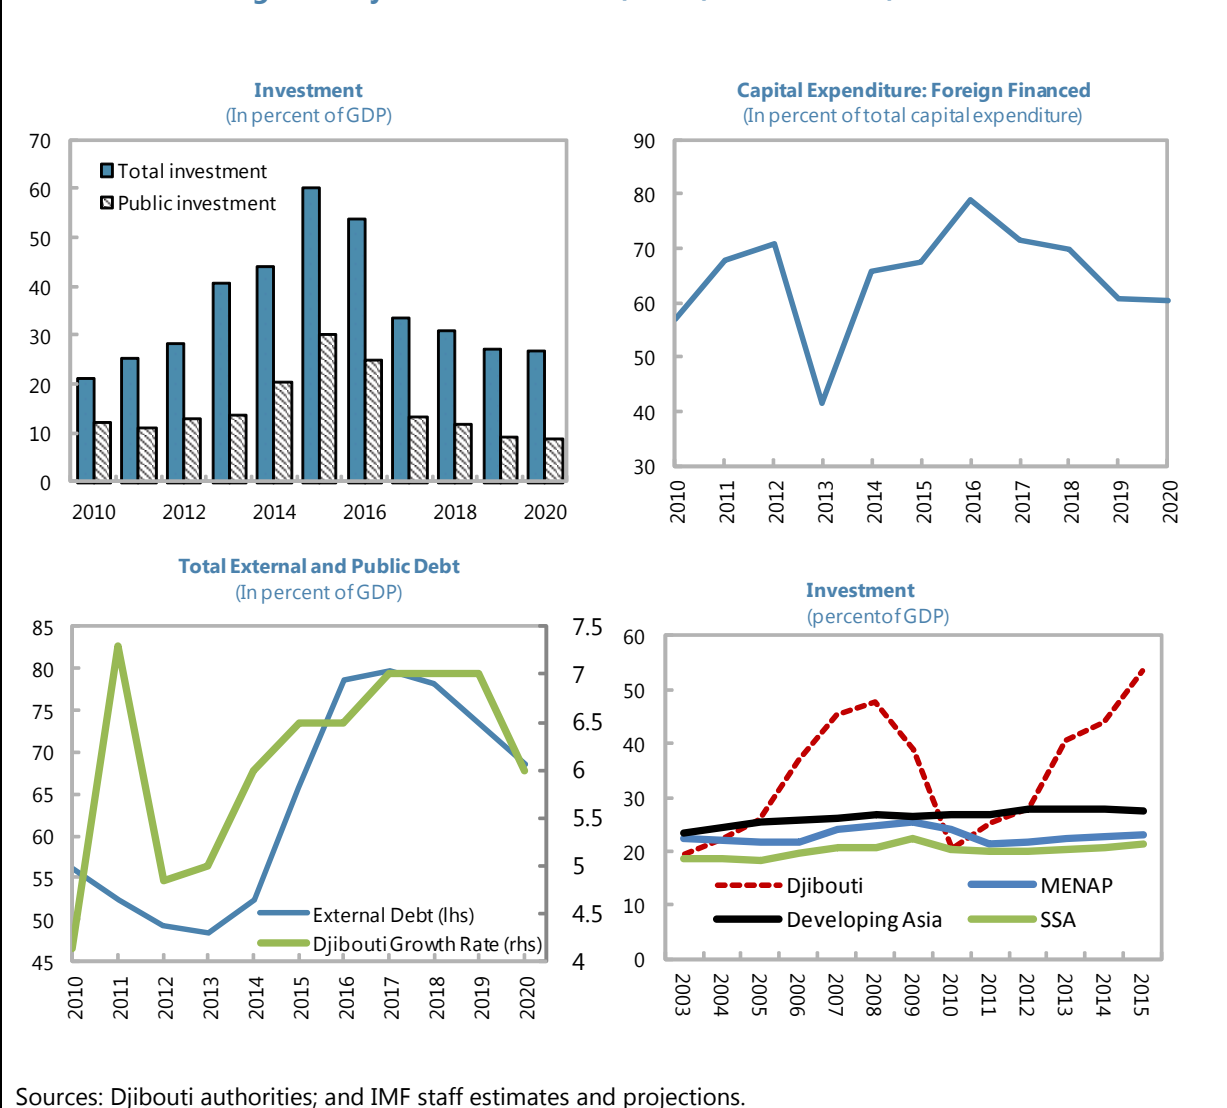 Investment
(In percent of GDP)
70
60
50
40
30
20
10
0
Total investment
Public investment
2010 2012 2014 2016 2018 2020
Capital Expenditure: Foreign Financed
(In percent of total capital expenditure)
90
80
70
60
50
40
30
2010 2011 2012 2013 2014 2015 2016 2017 2018 2019 2020
Total External and Public Debt
(In percent of GDP)
85
80
75
70
65
60
55
50
45
7.5
7
6.5
6
5.5
5
4.5
4
External Debt (lhs)
Djibouti Growth Rate (rhs)
2010 2011 2012 2013 2014 2015 2016 2017 2018 2019 2020
Investment
(percent of GDP)
60
50
40
30
20
10
0
Djibouti MENAP
Developing Asia SSA
2003 2004 2005 2006 2007 2008 2009 2010 2011 2012 2013 2014 2015
Sources: Djibouti authorities; and IMF staff estimates and projections.